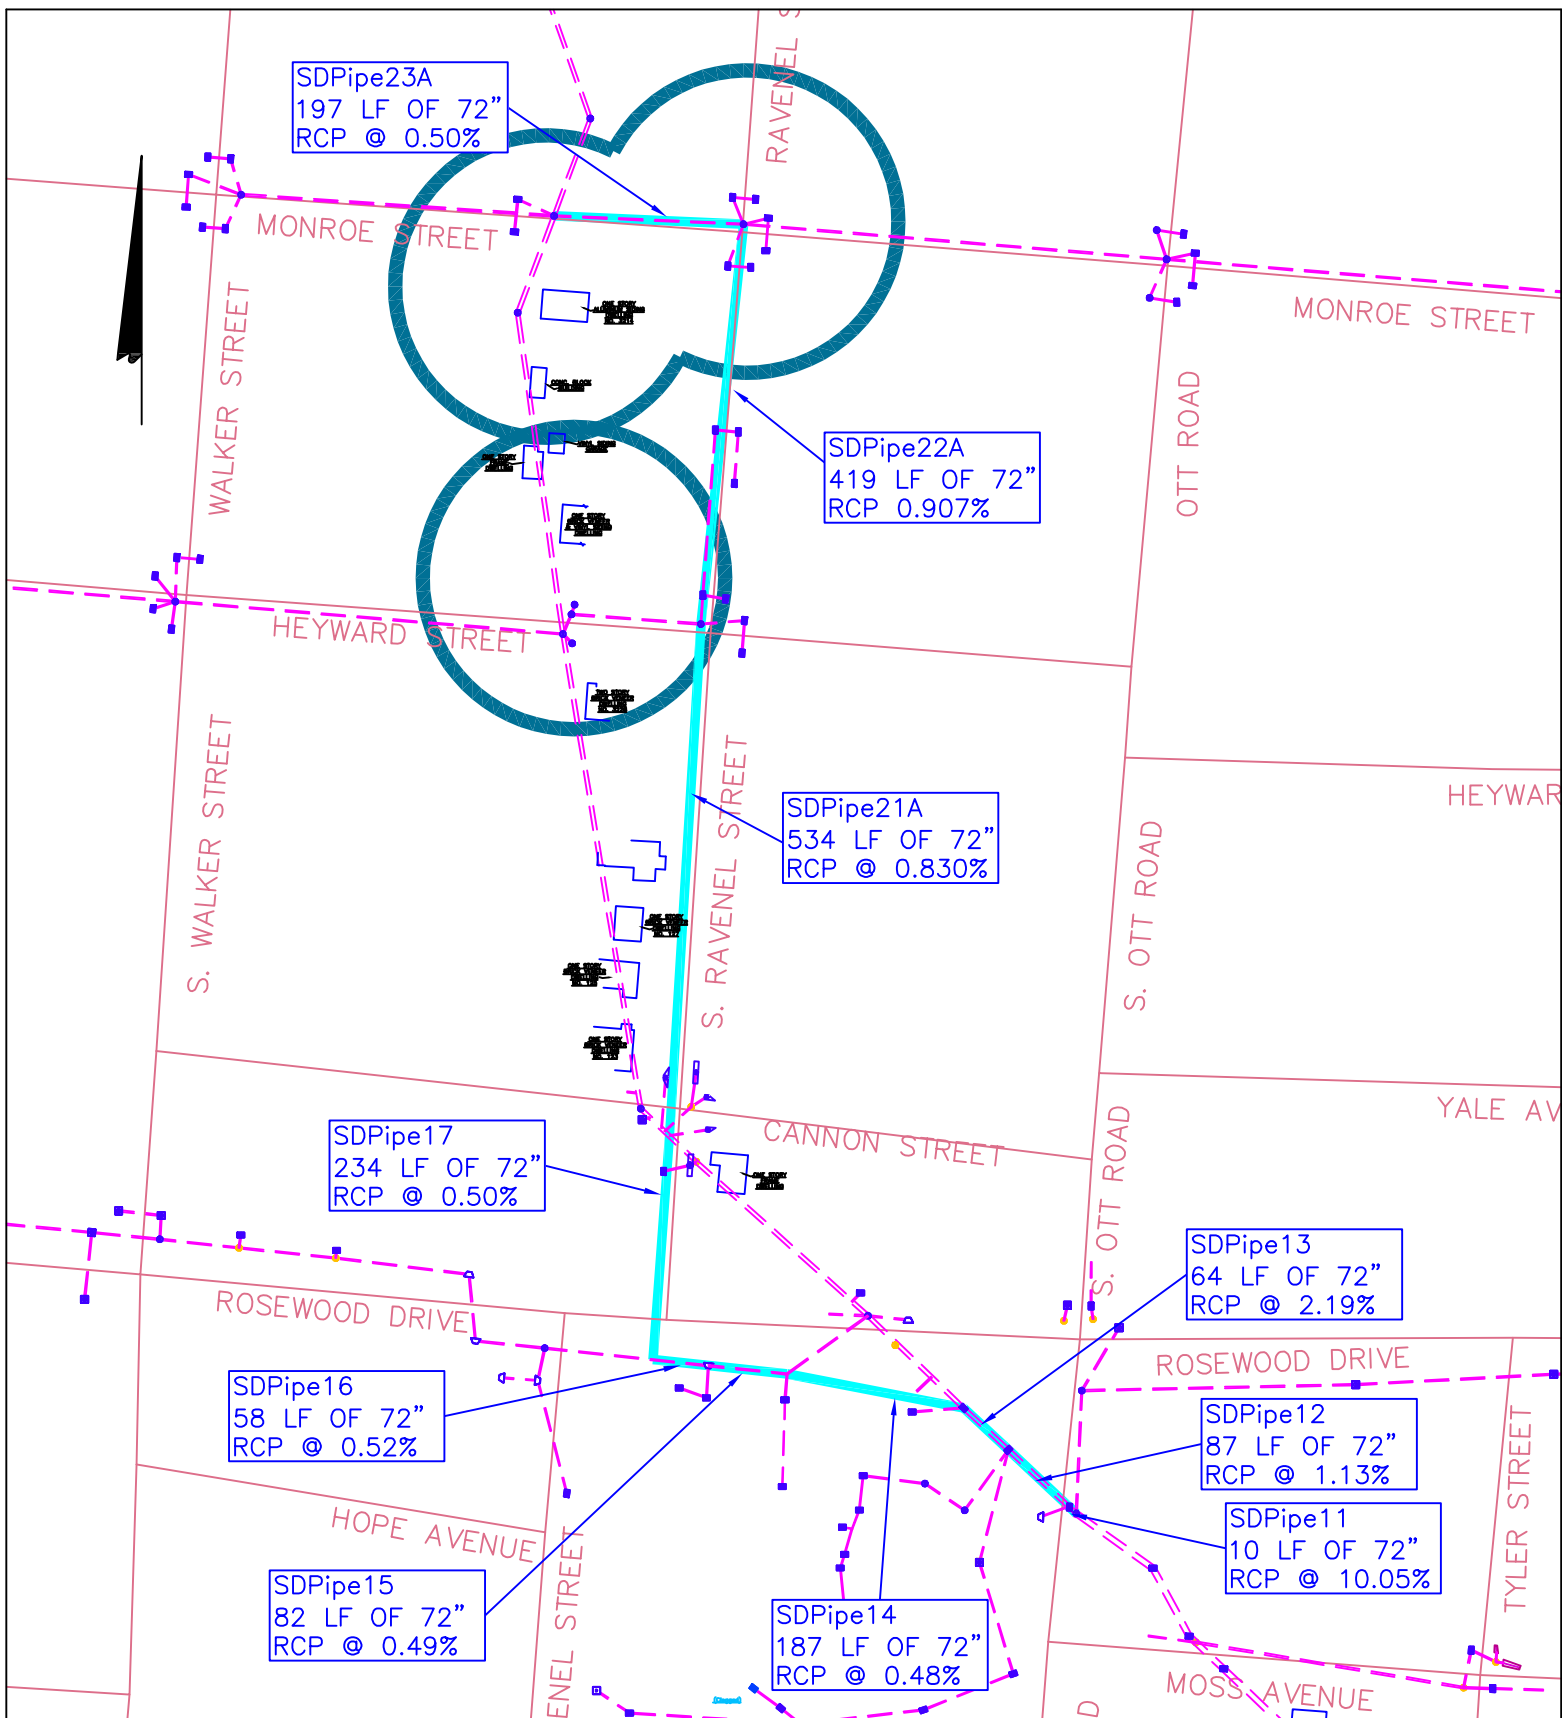 RAVENEL S
SDPipe23A
197 LF OF 72"
RCP @ 0.50%
MONROE STREET
MONROE STREET
WALKER STREET
OTT ROAD
SDPipe22A
419 LF OF 72"
RCP 0.907%
HEYWARD STREET
S. WALKER STREET
S. RAVENEL STREET
SDPipe21A
534 LF OF 72"
RCP @ 0.830%
HEYWAR
S. OTT ROAD
YALE AV
SDPipe17
234 LF OF 72"
RCP @ 0.50%
CANNON STREET
S. OTT ROAD
SDPipe13
64 LF OF 72"
RCP @ 2.19%
ROSEWOOD DRIVE
ROSEWOOD DRIVE
SDPipe16
58 LF OF 72"
RCP @ 0.52%
SDPipe12
87 LF OF 72"
RCP @ 1.13%
TYLER STREET
HOPE AVENUE
SDPipe11
10 LF OF 72"
RCP @ 10.05%
SDPipe15
82 LF OF 72"
RCP @ 0.49%
ENEL STREET
SDPipe14
187 LF OF 72"
RCP @ 0.48%
MOSS AVENUE
D